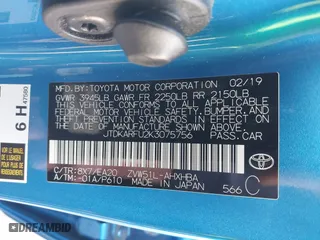 MFD.BY: TOYOTA MOTOR CORPORATION 02/19
GVWR 3945LB GAWR FR 2250LB RR 2150LB
THIS VEHICLE CONFORMS TO ALL APPLICABLE
FEDERAL MOTOR VEHICLE SAFETY, BUMPER, AND
THEFT PREVENTION STANDARDS IN EFFECT ON
THE DATE OF MANUFACTURE SHOWN ABOVE.
JTDKARFU2K3075756 PASS.CAR
C/TR: 8X7/EA20 ZVW51L-AHXHBA
A/TM: -01A/P610 MADE IN JAPAN
566 C
TOYOTA
6 H